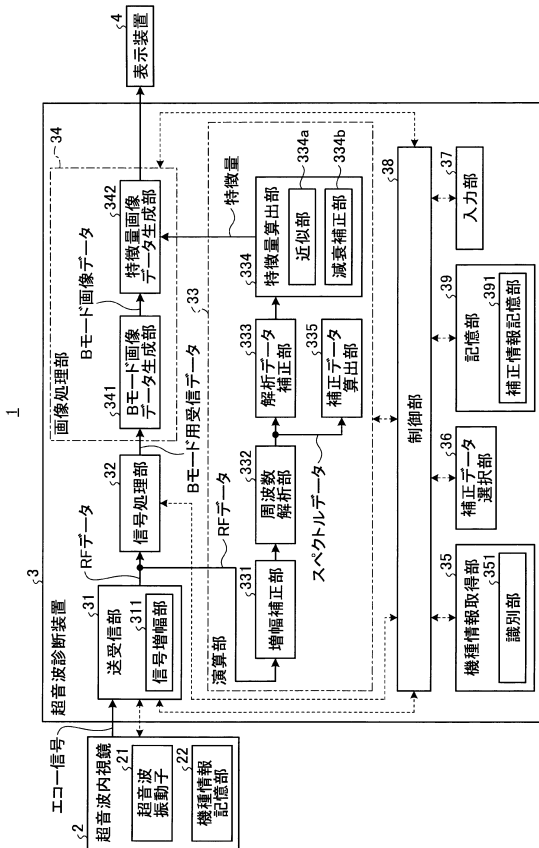 1
3
超音波診断装置
エコー信号
2
超音波内視鏡
21
超音波
振動子
22
機種情報
記憶部
31
送受信部
311
信号増幅部
RFデータ
32
信号処理部
Bモード用受信データ
34
画像処理部
341
Bモード画像
データ生成部
Bモード画像データ
342
特徴量画像
データ生成部
4
表示装置
33
演算部
RFデータ
331
増幅補正部
332
周波数
解析部
スペクトルデータ
333
解析データ
補正部
335
補正データ
算出部
334
特徴量算出部
334a
近似部
334b
減衰補正部
特徴量
38
制御部
35
機種情報取得部
351
識別部
36
補正データ
選択部
39
記憶部
391
補正情報記憶部
37
入力部